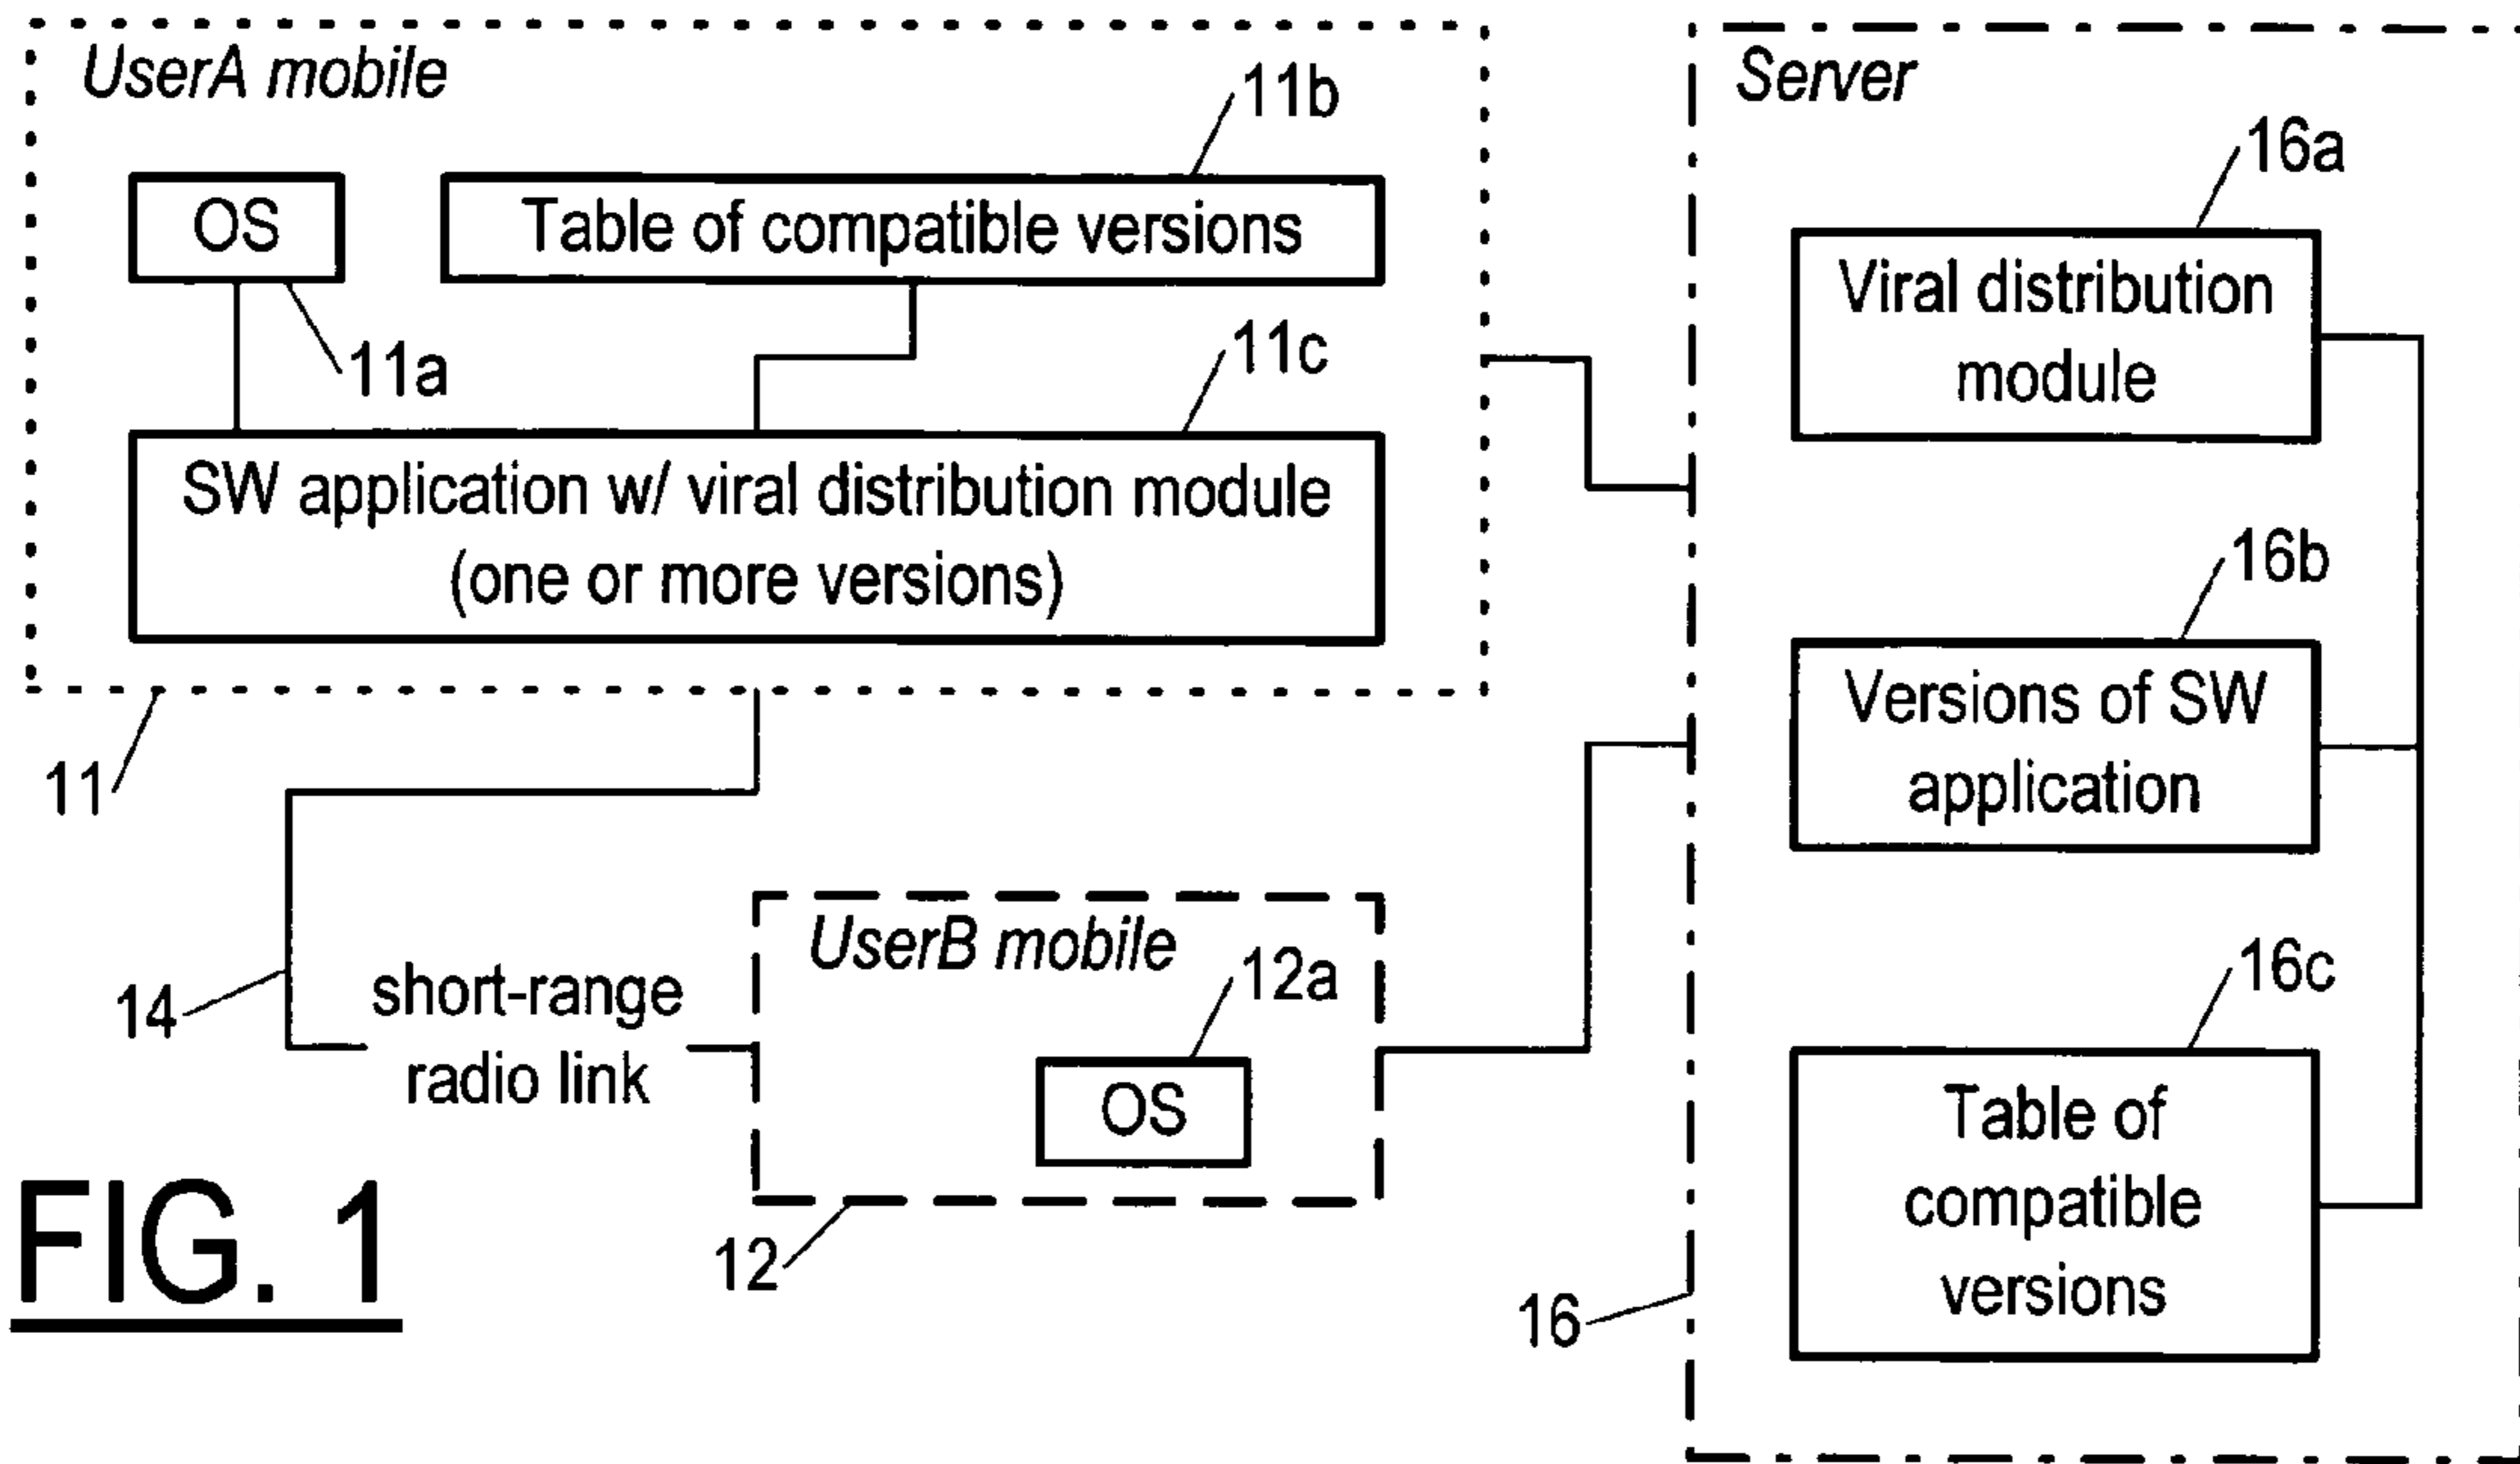 UserA mobile
11b
OS
Table of compatible versions
11a
11c
SW application w/ viral distribution module
(one or more versions)
11
14
short-range
radio link
UserB mobile
12a
OS
12
Server
16a
Viral distribution
module
16b
Versions of SW
application
16c
Table of
compatible
versions
16
FIG. 1